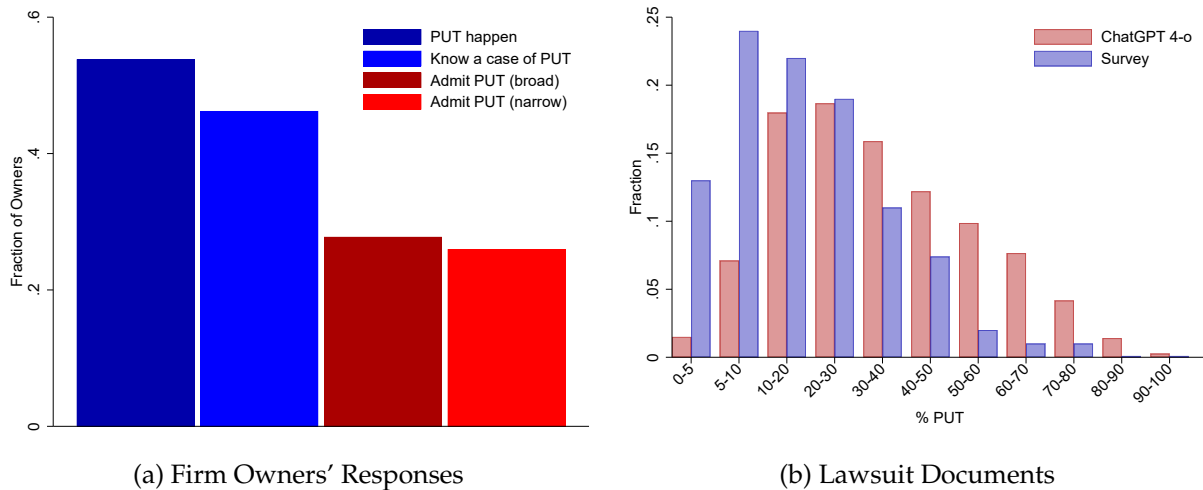 .6
.4
.2
0
Fraction of Owners
PUT happen
Know a case of PUT
Admit PUT (broad)
Admit PUT (narrow)
(a) Firm Owners’ Responses
.25
.2
.15
.1
.05
0
Fraction
ChatGPT 4-o
Survey
0-5
5-10
10-20
20-30
30-40
40-50
50-60
60-70
70-80
80-90
90-100
% PUT
(b) Lawsuit Documents